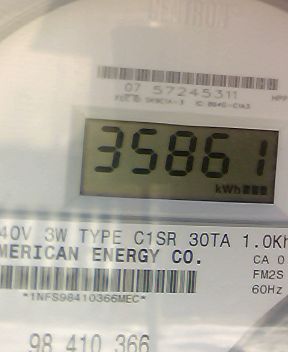 CENTRON
07 57245311
35861
kWh
40V 3W TYPE C1SR 30TA 1.0Kh
MERICAN ENERGY CO.
CA 0
FM2S
*1NFS98410366MEC*
60Hz
98 410 366